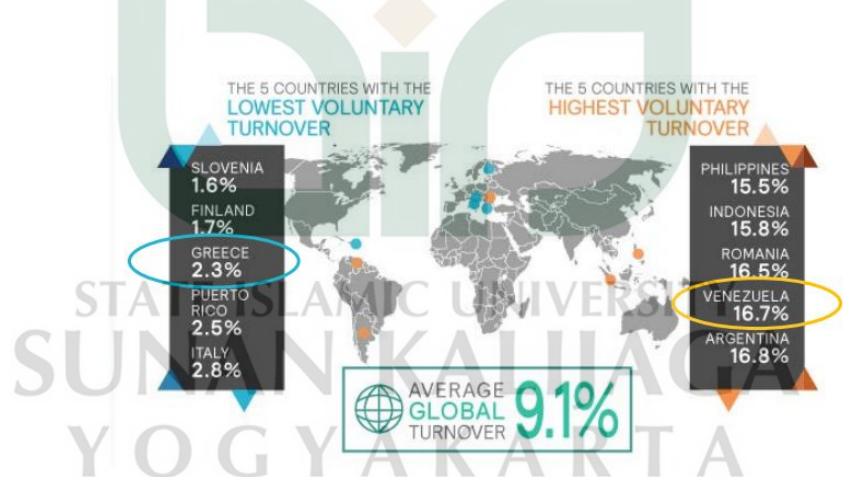 THE 5 COUNTRIES WITH THE
LOWEST VOLUNTARY
TURNOVER
SLOVENIA
1.6%
FINLAND
1.7%
GREECE
2.3%
PUERTO
RICO
2.5%
ITALY
2.8%
THE 5 COUNTRIES WITH THE
HIGHEST VOLUNTARY
TURNOVER
PHILIPPINES
15.5%
INDONESIA
15.8%
ROMANIA
16.5%
VENEZUELA
16.7%
ARGENTINA
16.8%
AVERAGE
GLOBAL
TURNOVER
9.1%
STATE ISLAMIC UNIVERSITY
SUNAN KALIJAGA
YOGYAKARTA